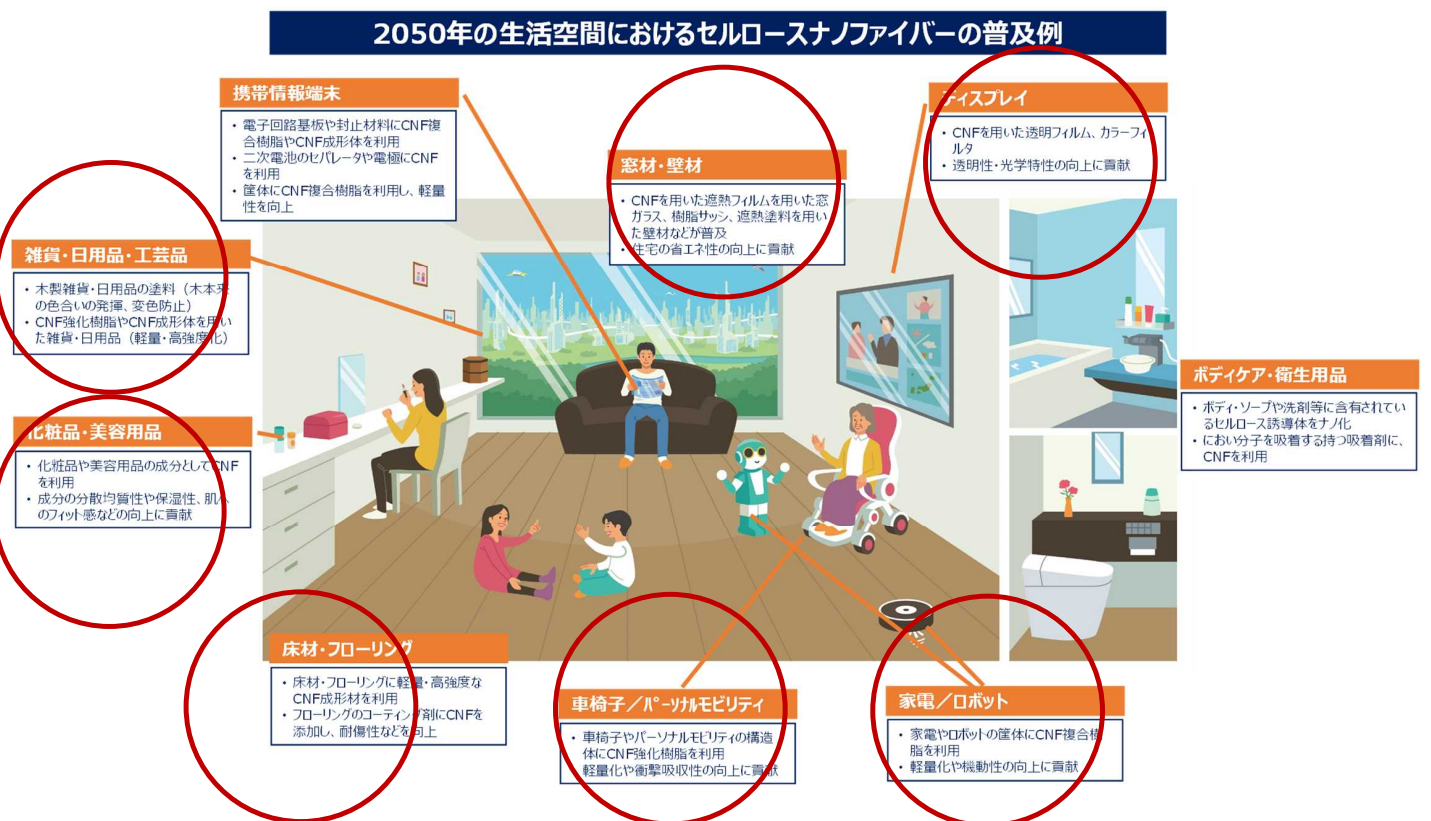 2050年の生活空間におけるセルロースナノファイバーの普及例
携帯情報端末
・ 電子回路基板や封止材料にCNF複
合樹脂やCNF成形体を利用
・ 二次電池のセパレータや電極にCNF
を利用
・ 筐体にCNF複合樹脂を利用し、軽量
性を向上
窓材・壁材
・ CNFを用いた遮熱フィルムを用いた窓
ガラス、樹脂サッシ、遮熱塗料を用い
た壁材などが普及
・ 住宅の省エネ性の向上に貢献
ディスプレイ
・ CNFを用いた透明フィルム、カラーフィ
ルタ
・ 透明性・光学特性の向上に貢献
雑貨・日用品・工芸品
・ 木製雑貨・日用品の塗料（木本来
の色合いの発揮、変色防止）
・ CNF強化樹脂やCNF成形体を用い
た雑貨・日用品（軽量・高強度化）
化粧品・美容用品
・ 化粧品や美容用品の成分としてCNF
を利用
・ 成分の分散均質性や保湿性、肌へ
のフィット感などの向上に貢献
ボディケア・衛生用品
・ ボディ・ソープや洗剤等に含有されてい
るセルロース誘導体をナノ化
・ におい分子を吸着する持つ吸着剤に、
CNFを利用
床材・フローリング
・ 床材・フローリングに軽量・高強度な
CNF成形材を利用
・ フローリングのコーティング剤にCNFを
添加し、耐傷性などを向上
車椅子／パーソナルモビリティ
・ 車椅子やパーソナルモビリティの構造
体にCNF強化樹脂を利用
軽量化や衝撃吸収性の向上に貢献
家電／ロボット
・ 家電やロボットの筐体にCNF複合樹
脂を利用
・ 軽量化や機動性の向上に貢献